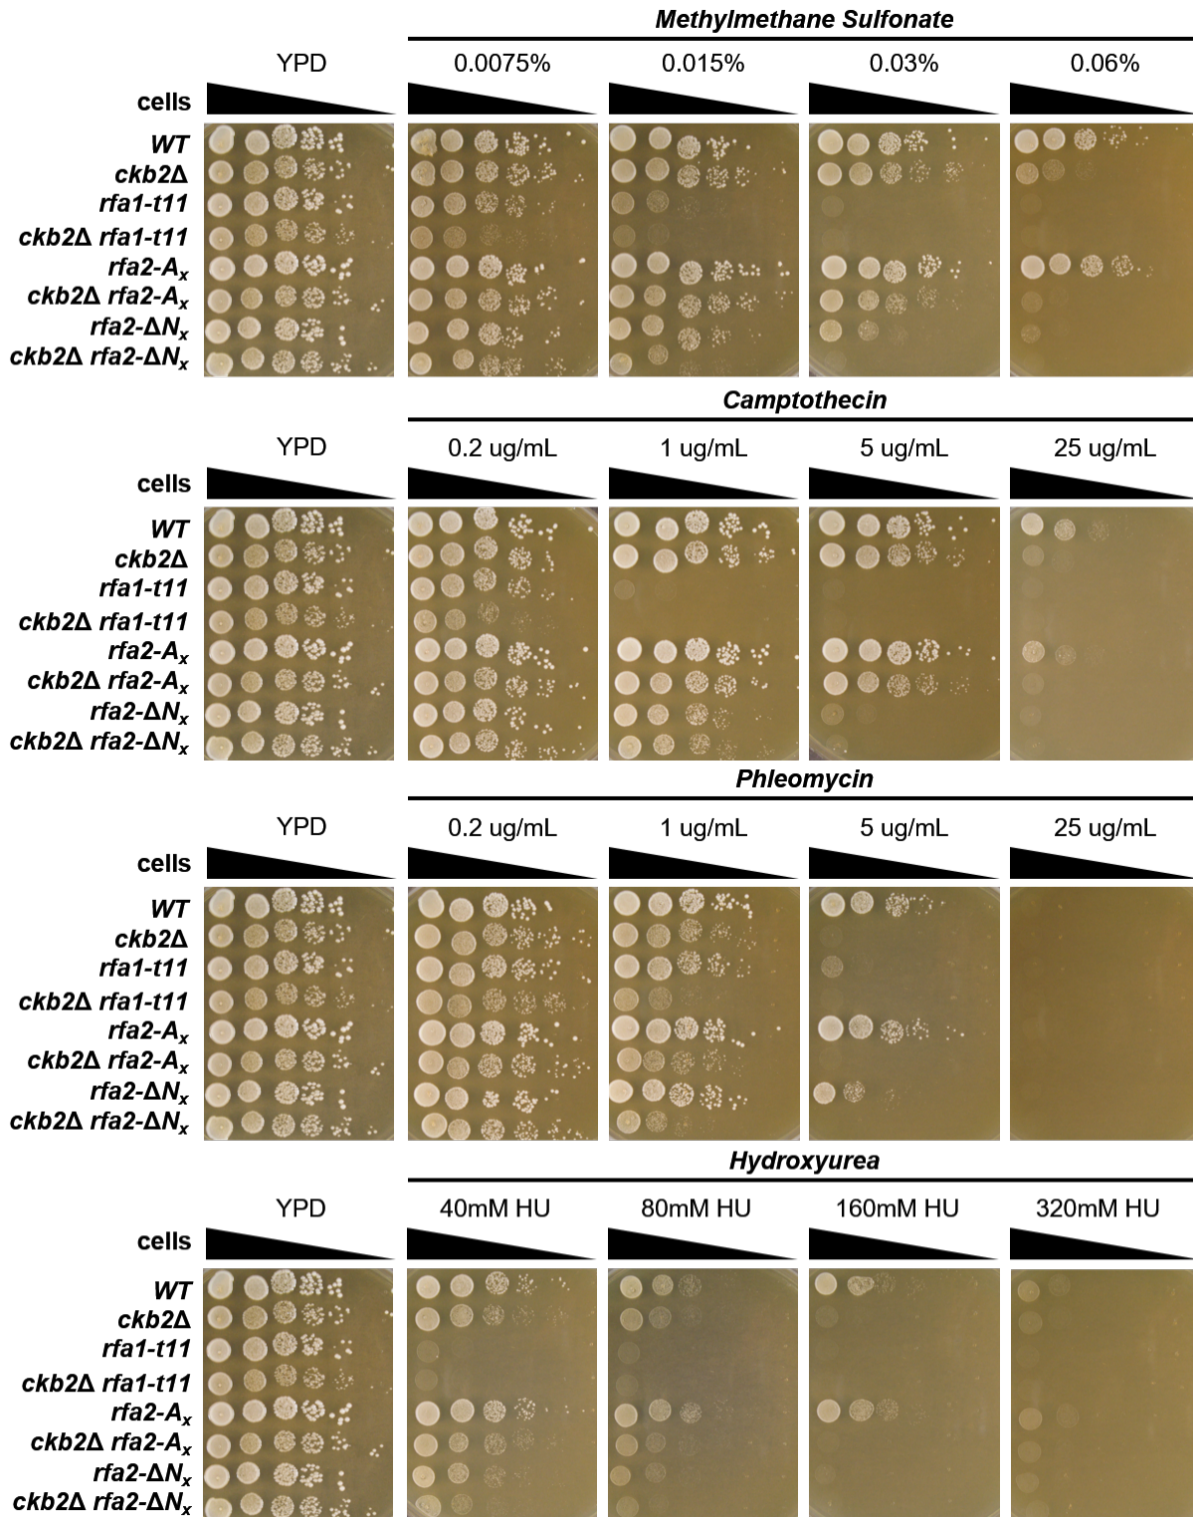 Methylmethane Sulfonate
YPD 0.0075% 0.015% 0.03% 0.06%
cells
WT
ckb2Δ
rfa1-t11
ckb2Δ rfa1-t11
rfa2-Ax
ckb2Δ rfa2-Ax
rfa2-ΔNx
ckb2Δ rfa2-ΔNx
Camptothecin
YPD 0.2 ug/mL 1 ug/mL 5 ug/mL 25 ug/mL
cells
WT
ckb2Δ
rfa1-t11
ckb2Δ rfa1-t11
rfa2-Ax
ckb2Δ rfa2-Ax
rfa2-ΔNx
ckb2Δ rfa2-ΔNx
Phleomycin
YPD 0.2 ug/mL 1 ug/mL 5 ug/mL 25 ug/mL
cells
WT
ckb2Δ
rfa1-t11
ckb2Δ rfa1-t11
rfa2-Ax
ckb2Δ rfa2-Ax
rfa2-ΔNx
ckb2Δ rfa2-ΔNx
Hydroxyurea
YPD 40mM HU 80mM HU 160mM HU 320mM HU
cells
WT
ckb2Δ
rfa1-t11
ckb2Δ rfa1-t11
rfa2-Ax
ckb2Δ rfa2-Ax
rfa2-ΔNx
ckb2Δ rfa2-ΔNx